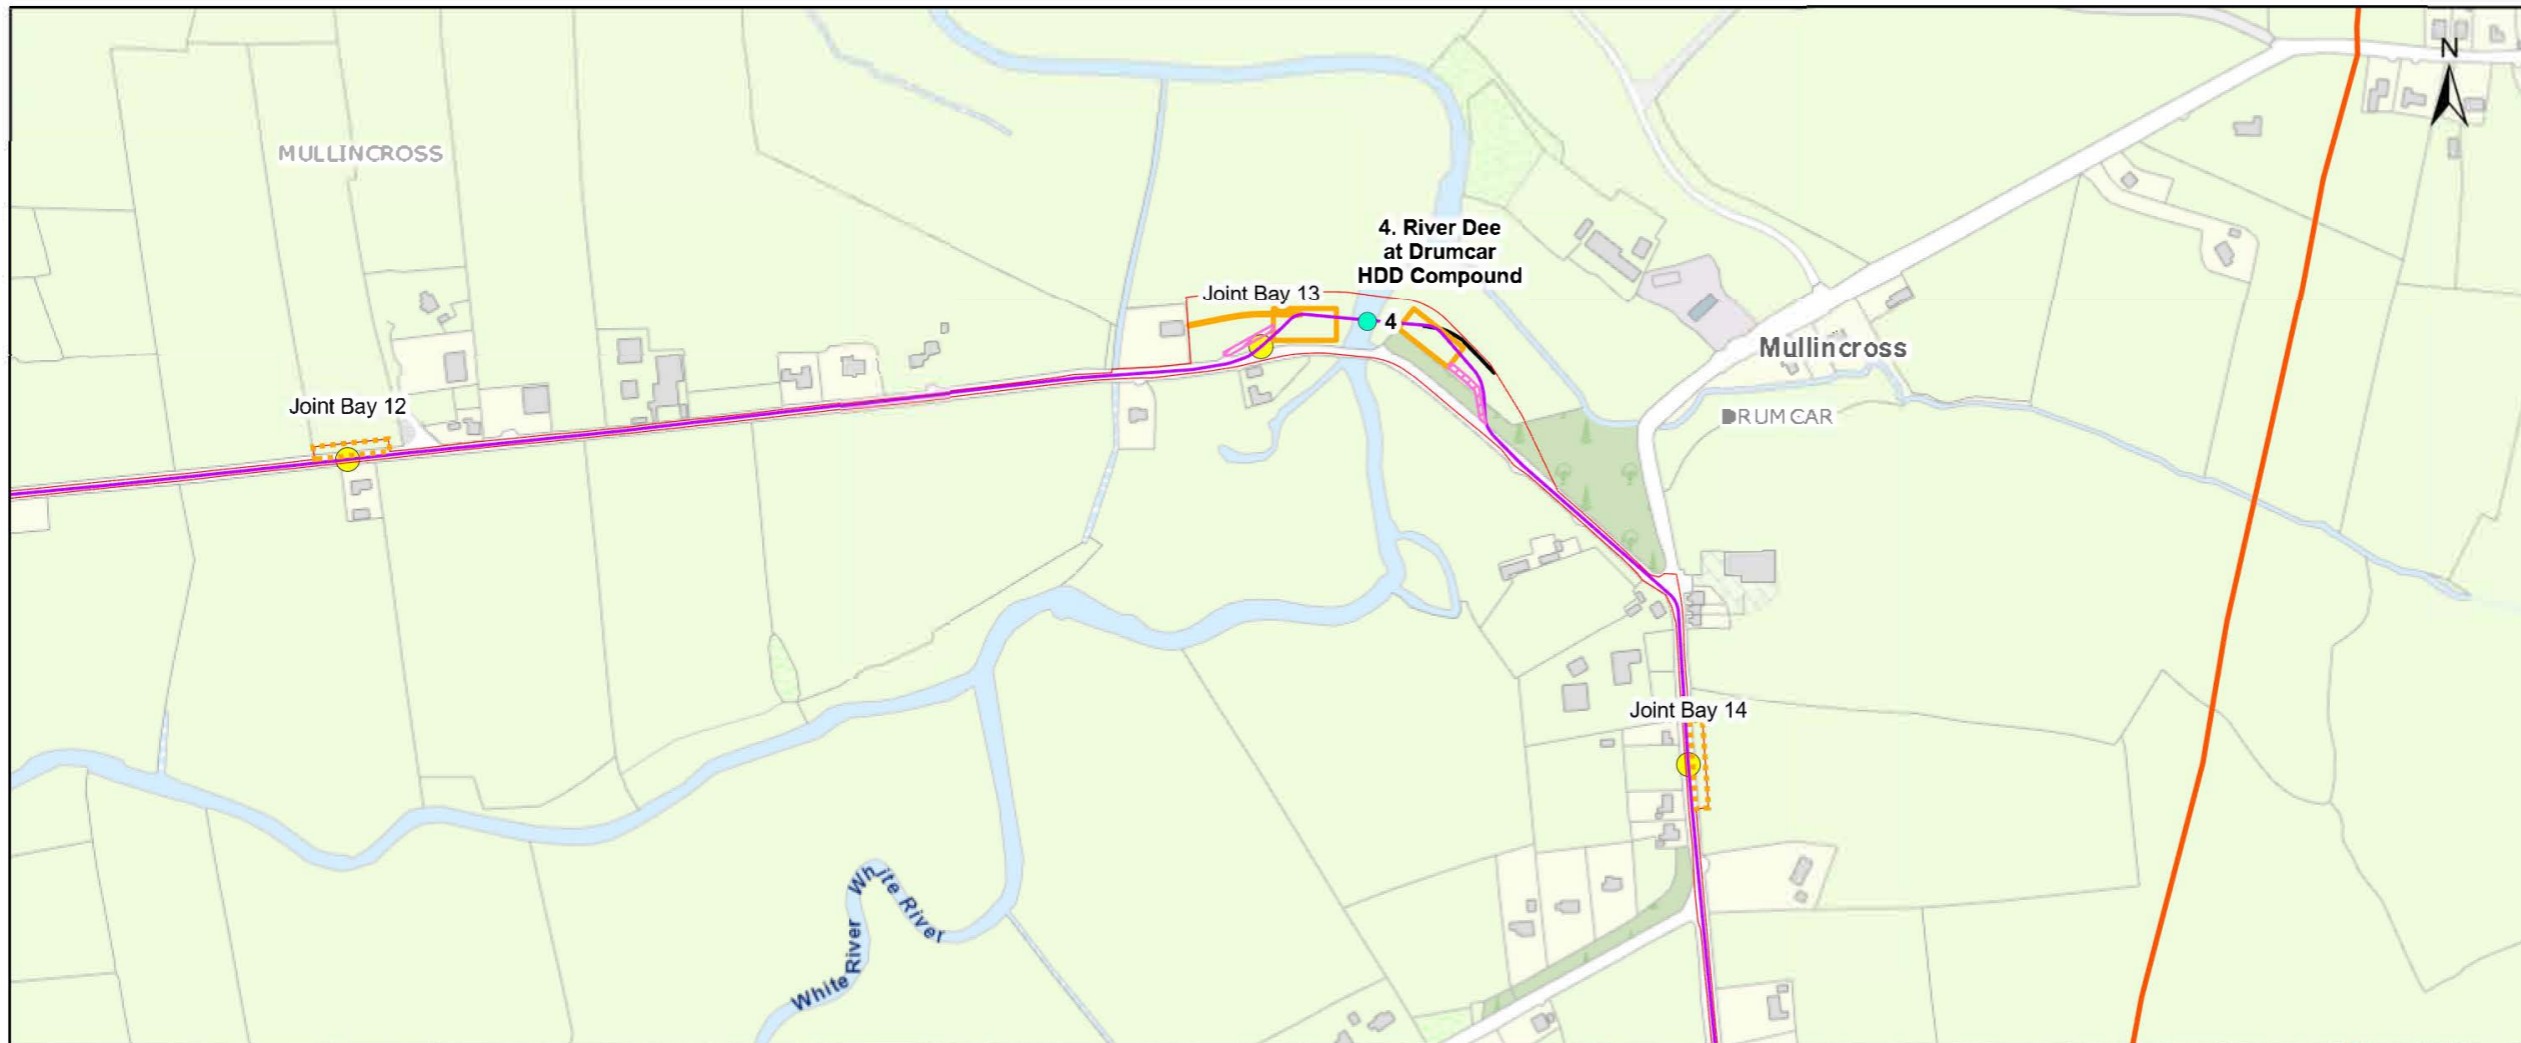 N
MULLINCROSS
4. River Dee
at Drumcar
HDD Compound
Joint Bay 13
4
Mullincross
Joint Bay 12
DRUMCAR
Joint Bay 14
White River
White River